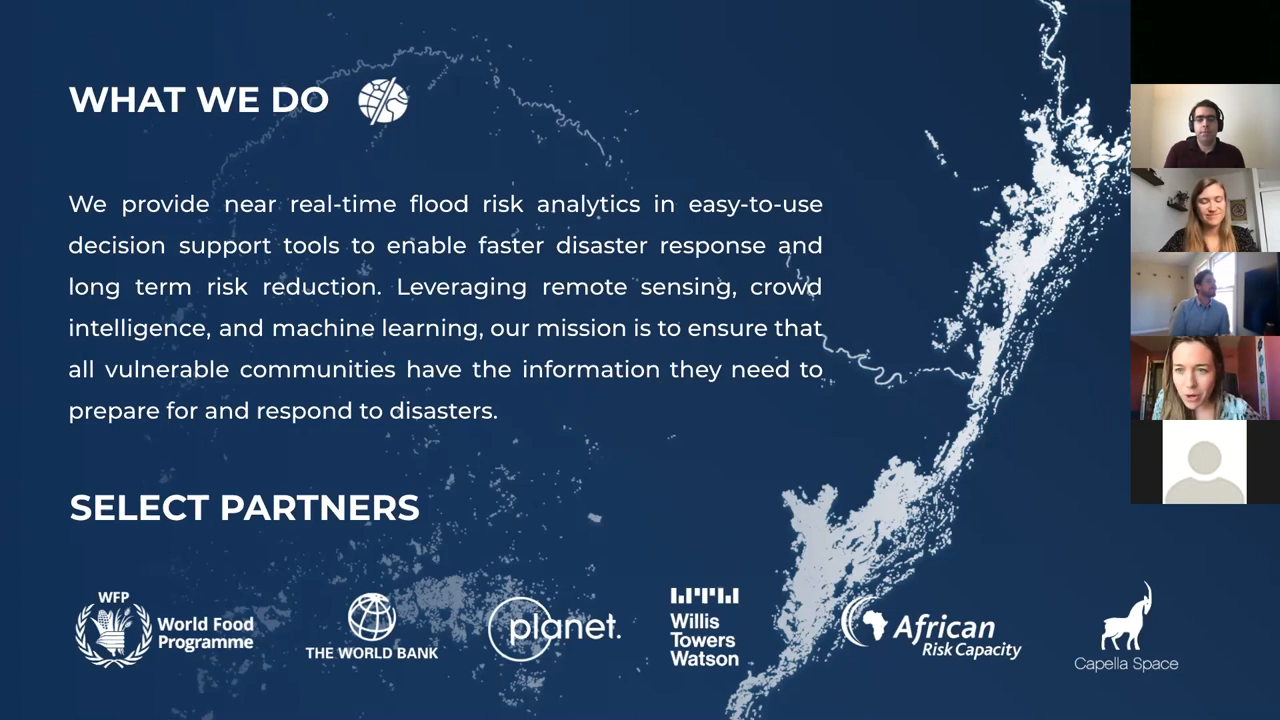 WHAT WE DO
We provide near real-time flood risk analytics in easy-to-use
decision support tools to enable faster disaster response and
long term risk reduction. Leveraging remote sensing, crowd
intelligence, and machine learning, our mission is to ensure that
all vulnerable communities have the information they need to
prepare for and respond to disasters.
SELECT PARTNERS
WFP
World Food
Programme
THE WORLD BANK
planet.
Willis
Towers
Watson
African
Risk Capacity
Capella Space